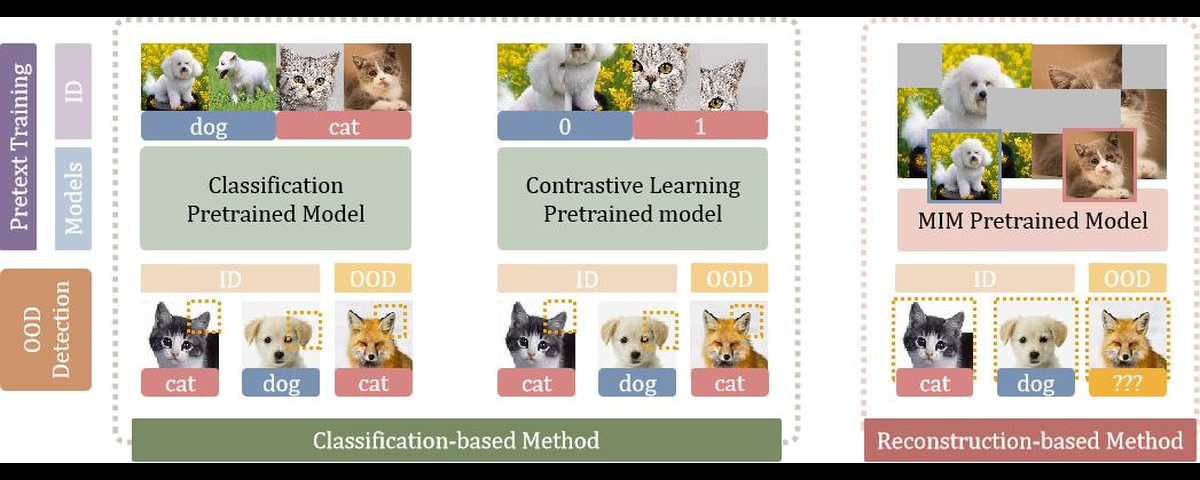 Pretext Training
ID
Models
dog
cat
0
1
Classification
Pretrained Model
Contrastive Learning
Pretrained model
MIM Pretrained Model
OOD
Detection
ID
OOD
ID
OOD
ID
OOD
cat
dog
cat
cat
dog
cat
cat
dog
???
Classification-based Method
Reconstruction-based Method